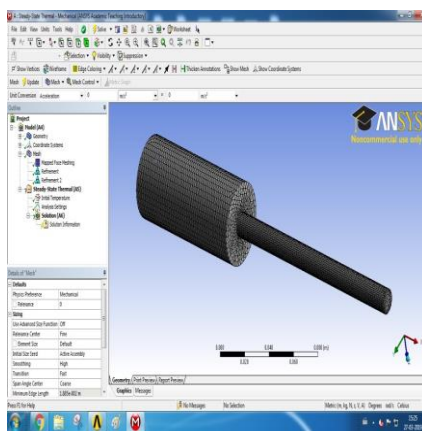 A : Steady-State Thermal - Mechanical [ANSYS Academic Teaching Introductory]
File Edit View Units Tools Help Solve Worksheet
Selection Visibility Suppression
Show Vertices Wireframe Edge Coloring Thicken Annotations Show Mesh Show Coordinate Systems
Mesh Update Mesh Mesh Control
Unit Conversion Acceleration 0 = 0
Outline
Project
Model (A4)
Geometry
Coordinate Systems
Mesh
Mapped Face Meshing
Refinement
Refinement 2
Steady-State Thermal (A5)
Initial Temperature
Analysis Settings
Solution (A6)
Solution Information
ANSYS
Noncommercial use only
Details of "Mesh"
Defaults
Physics Preference Mechanical
Relevance 0
Sizing
Use Advanced Size Function Off
Relevance Center Fine
Element Size Default
Initial Size Seed Active Assembly
Smoothing High
Transition Fast
Span Angle Center Coarse
Minimum Edge Length
0.000 0.040 0.080 (m)
0.020 0.060
Geometry Print Preview Report Preview
Graphics Messages
Press F1 for Help No Messages No Selection Metric (m, kg, N, s, V, A) Degrees rad/s Celsius